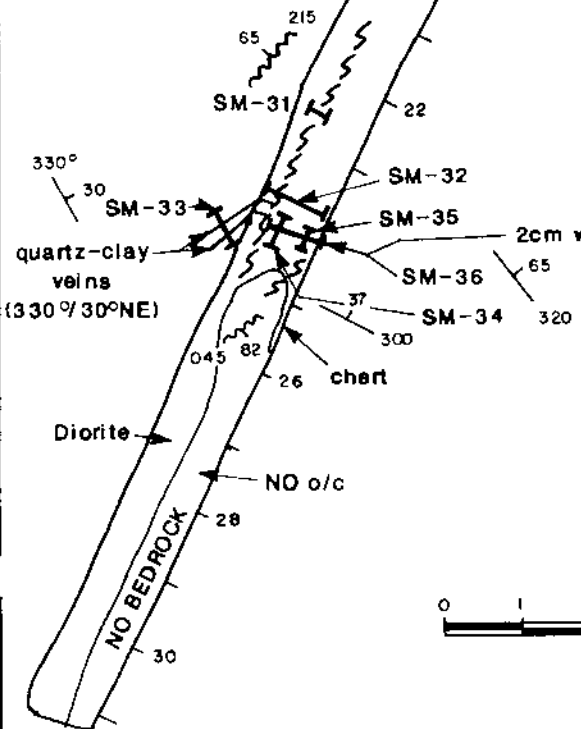 215
65
SM-31
22
330°
30
SM-33
SM-32
SM-35
quartz-clay
veins
(330°/30°NE)
2cm
SM-36
65
320
37
SM-34
300
045
82
chert
26
Diorite
NO o/c
28
NO BEDROCK
30
0 1